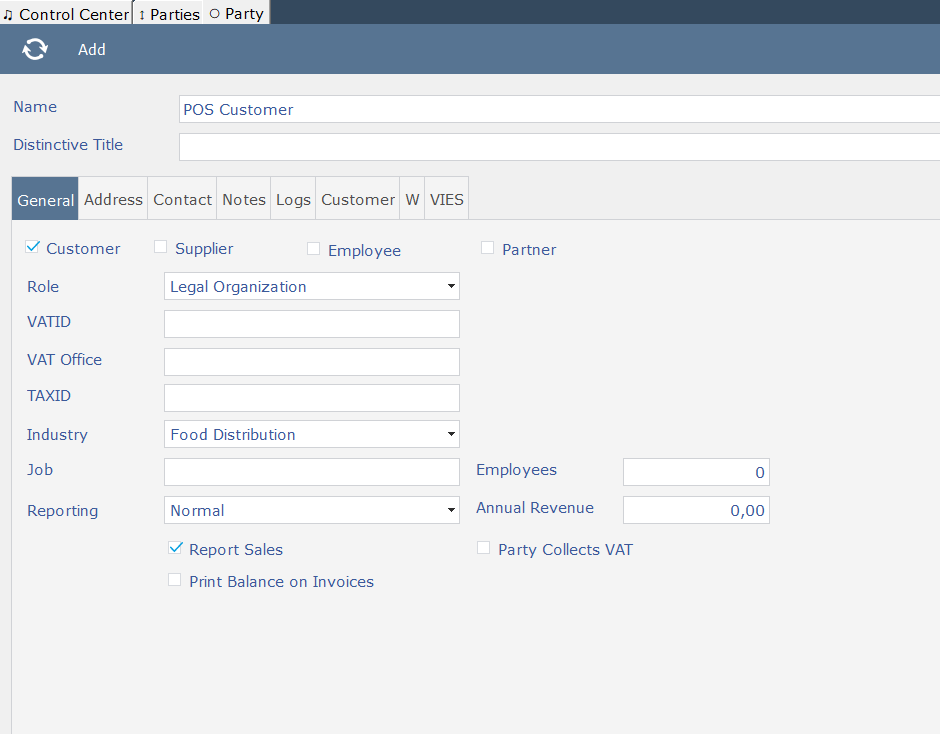 ♫ Control Center ↕ Parties ○ Party
Add
Name POS Customer
Distinctive Title
General Address Contact Notes Logs Customer W VIES
Customer Supplier Employee Partner
Role Legal Organization
VATID
VAT Office
TAXID
Industry Food Distribution
Job Employees 0
Reporting Normal Annual Revenue 0,00
Report Sales Party Collects VAT
Print Balance on Invoices